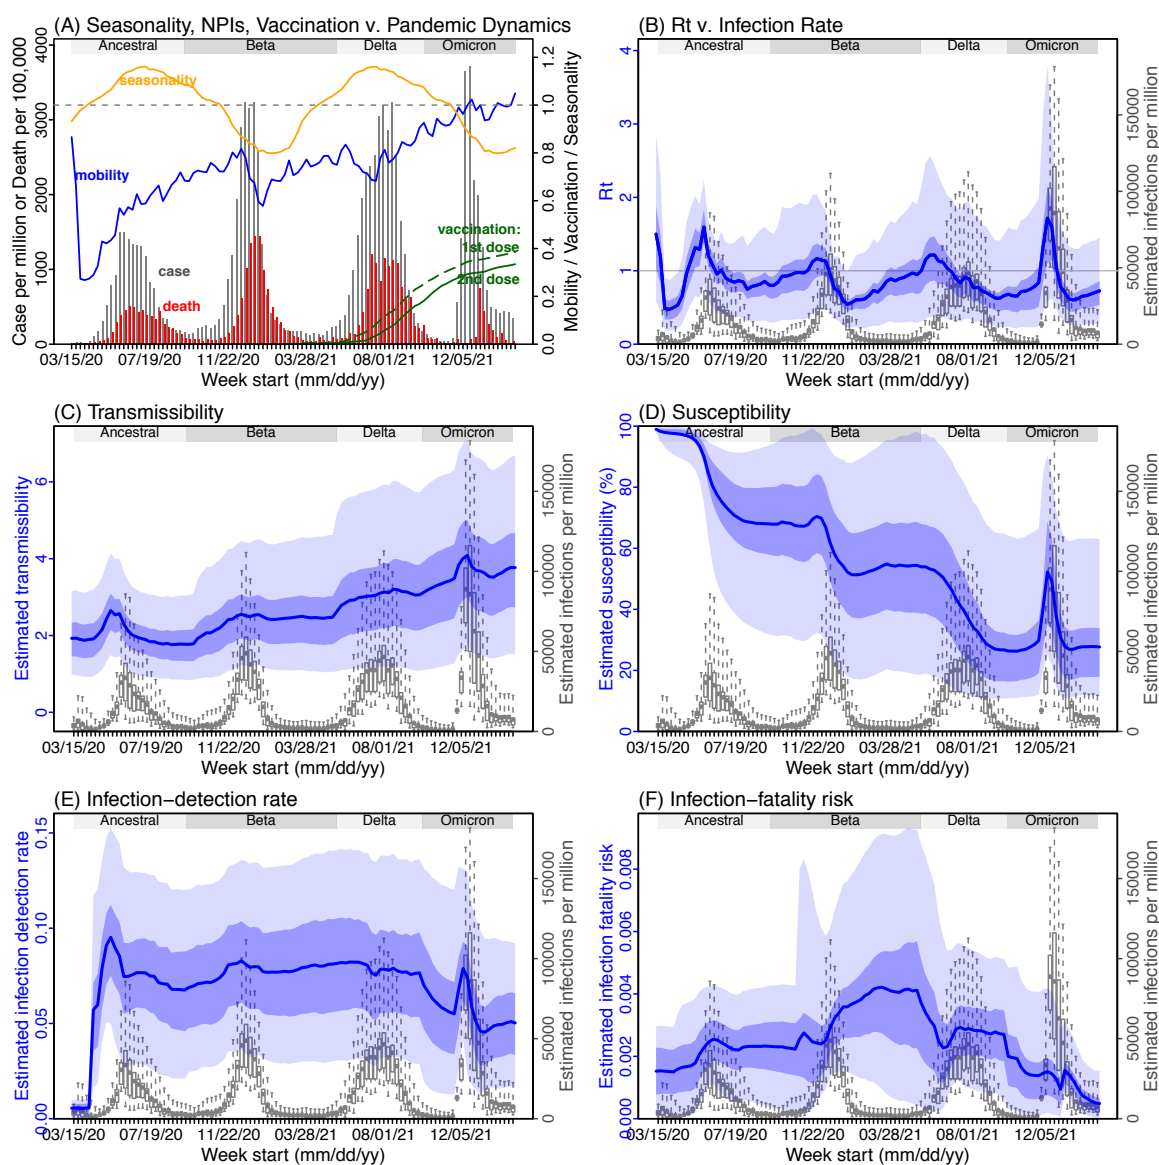 (A) Seasonality, NPIs, Vaccination v. Pandemic Dynamics
Ancestral Beta Delta Omicron
Case per million or Death per 100,000
0 1000 2000 3000 4000
seasonality
mobility
case
death
vaccination:
1st dose
2nd dose
0.0 0.2 0.4 0.6 0.8 1.0 1.2
Mobility / Vaccination / Seasonality
03/15/20 07/19/20 11/22/20 03/28/21 08/01/21 12/05/21
Week start (mm/dd/yy)
(B) Rt v. Infection Rate
Ancestral Beta Delta Omicron
Rt
0 1 2 3 4
0 50000 100000 150000
Estimated infections per million
03/15/20 07/19/20 11/22/20 03/28/21 08/01/21 12/05/21
Week start (mm/dd/yy)
(C) Transmissibility
Ancestral Beta Delta Omicron
Estimated transmissibility
0 2 4 6
0 50000 100000 150000
Estimated infections per million
03/15/20 07/19/20 11/22/20 03/28/21 08/01/21 12/05/21
Week start (mm/dd/yy)
(D) Susceptibility
Ancestral Beta Delta Omicron
Estimated susceptibility (%)
0 20 40 60 80 100
0 50000 100000 150000
Estimated infections per million
03/15/20 07/19/20 11/22/20 03/28/21 08/01/21 12/05/21
Week start (mm/dd/yy)
(E) Infection−detection rate
Ancestral Beta Delta Omicron
Estimated infection detection rate
0.00 0.05 0.10 0.15
0 50000 100000 150000
Estimated infections per million
03/15/20 07/19/20 11/22/20 03/28/21 08/01/21 12/05/21
Week start (mm/dd/yy)
(F) Infection−fatality risk
Ancestral Beta Delta Omicron
Estimated infection fatality risk
0.000 0.002 0.004 0.006 0.008
0 50000 100000 150000
Estimated infections per million
03/15/20 07/19/20 11/22/20 03/28/21 08/01/21 12/05/21
Week start (mm/dd/yy)